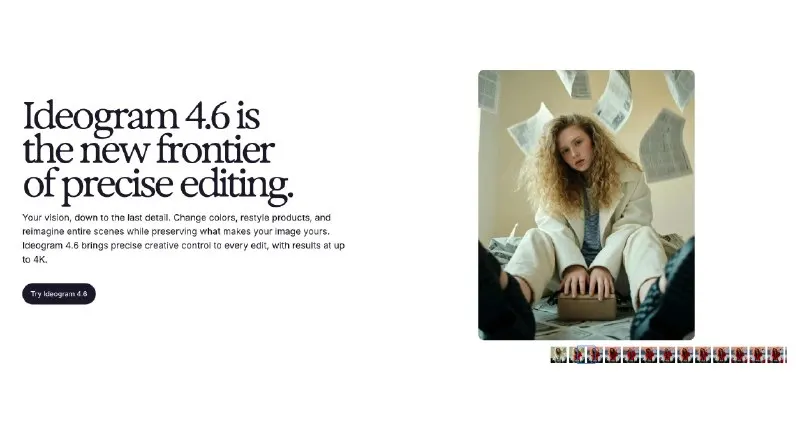 Ideogram 4.6 is
the new frontier
of precise editing.
Your vision, down to the last detail. Change colors, restyle products, and
reimagine entire scenes while preserving what makes your image yours.
Ideogram 4.6 brings precise creative control to every edit, with results at up
to 4K.
Try Ideogram 4.6